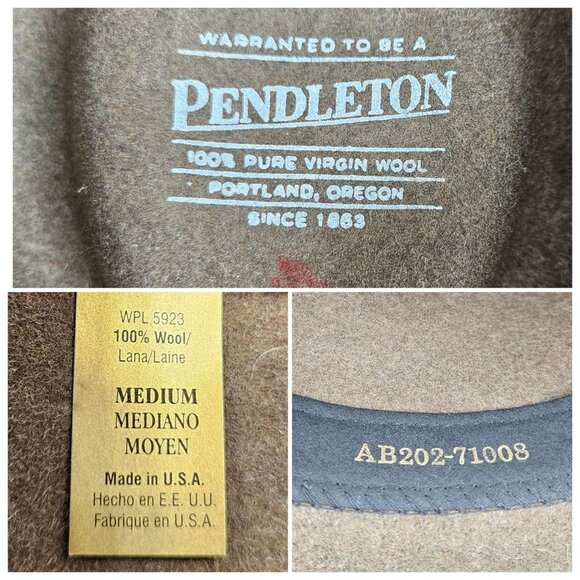 WARRANTED TO BE A
PENDLETON
100% PURE VIRGIN WOOL
PORTLAND, OREGON
SINCE 1863
WPL 5923
100% Wool/
Lana/Laine
MEDIUM
MEDIANO
MOYEN
Made in U.S.A.
Hecho en E.E. U.U.
Fabrique en U.S.A.
AB202-71008